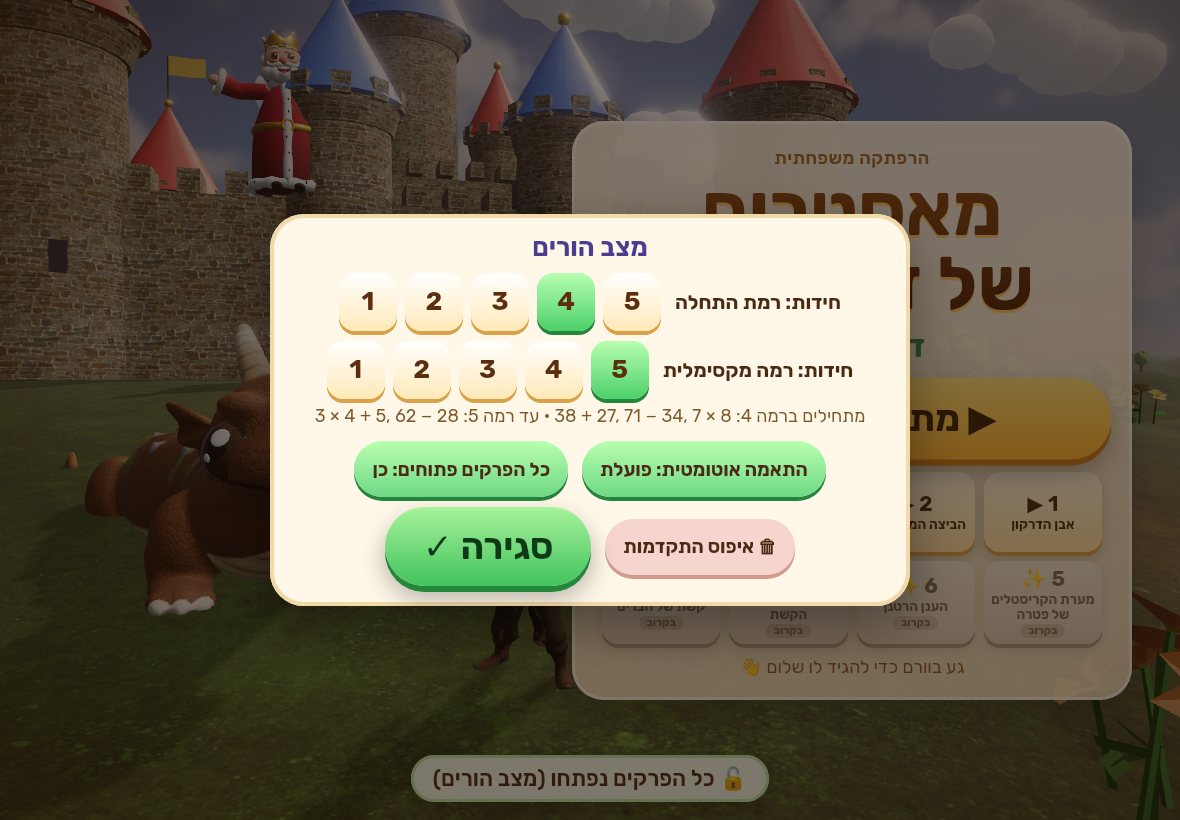 הרפתקה משפחתית
של
מצב הורים
חידות: רמת התחלה
1 2 3 4 5
חידות: רמה מקסימלית
1 2 3 4 5
מתחילים ברמה 4: 8 × 7 ,34 – 71 ,27 + 38 • עד רמה 5: 28 – 62 ,5 + 4 × 3
התאמה אוטומטית: פועלת
כל הפרקים פתוחים: כן
🗑 איפוס התקדמות
סגירה ✓
1 ▶
אבן הדרקון
2
הביצה
5 ✨
מערת הקריסטלים
של פטרה
בקרוב
6
הענן הרטנן
בקרוב
הקשת
בקרוב
קשת של חברים
בקרוב
גע בוורם כדי להגיד לו שלום 👋
🔓 כל הפרקים נפתחו (מצב הורים)